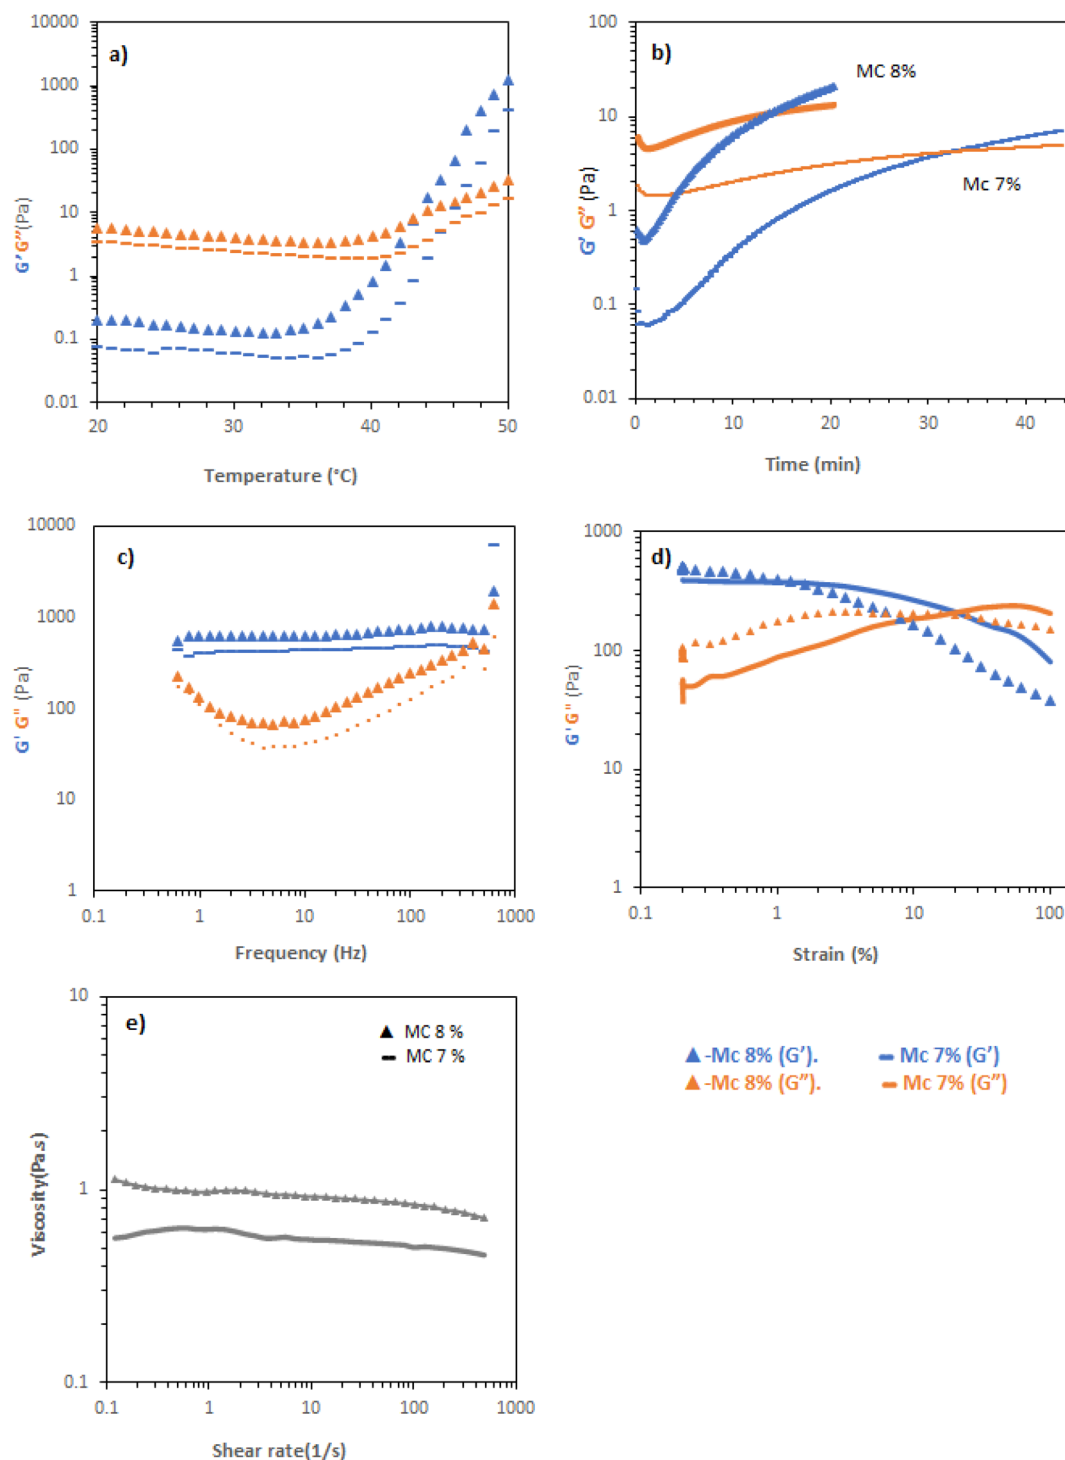 a)
10000
1000
100
10
1
0.1
0.01
G' G"(Pa)
20 30 40 50
Temperature (°C)
b)
100
10
1
0.1
0.01
G' G" (Pa)
MC 8%
Mc 7%
0 10 20 30 40
Time (min)
c)
10000
1000
100
10
1
G' G" (Pa)
0.1 1 10 100 1000
Frequency (Hz)
d)
1000
100
10
1
G' G" (Pa)
0.1 1 10 100
Strain (%)
e)
10
1
0.1
Viscosity(Pa.s)
MC 8 %
MC 7 %
0.1 1 10 100 1000
Shear rate(1/s)
-Mc 8% (G’). Mc 7% (G’)
-Mc 8% (G”). Mc 7% (G”)